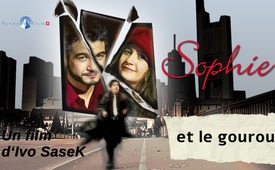 Sophie
et le gourou
Un film
d'Ivo SaseK